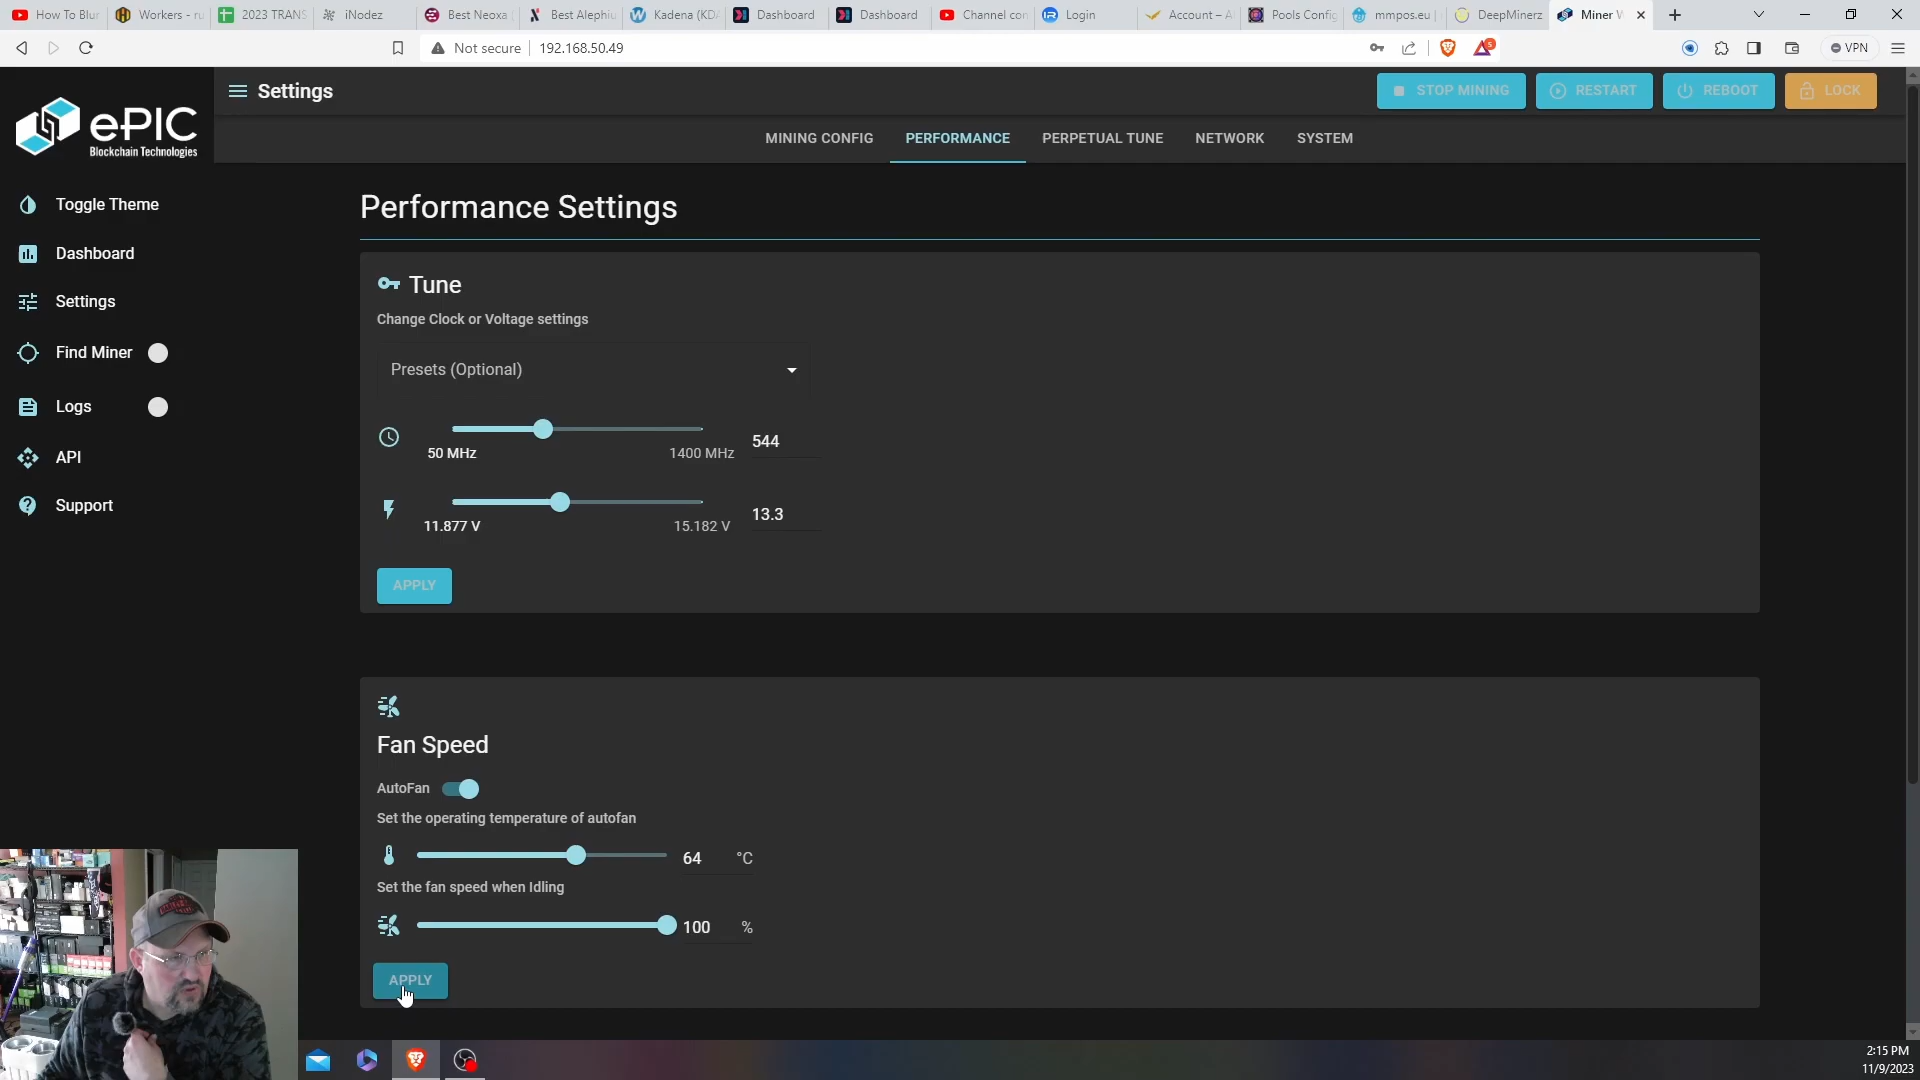 How To Blur
Workers - ru
2023 TRANS
iNodez
Best Neoxa
Best Alephiu
Kadena (KDA
Dashboard
Dashboard
Channel con
Login
Account – A
Pools Config
mmpos.eu
DeepMinerz
Miner W
Not secure
192.168.50.49
5
VPN
ePIC
Blockchain Technologies
Settings
STOP MINING
RESTART
REBOOT
LOCK
MINING CONFIG
PERFORMANCE
PERPETUAL TUNE
NETWORK
SYSTEM
Toggle Theme
Dashboard
Settings
Find Miner
Logs
API
Support
Performance Settings
Tune
Change Clock or Voltage settings
Presets (Optional)
50 MHz
1400 MHz
544
11.877 V
15.182 V
13.3
APPLY
Fan Speed
AutoFan
Set the operating temperature of autofan
64 °C
Set the fan speed when Idling
100 %
APPLY
2:15 PM
11/9/2023